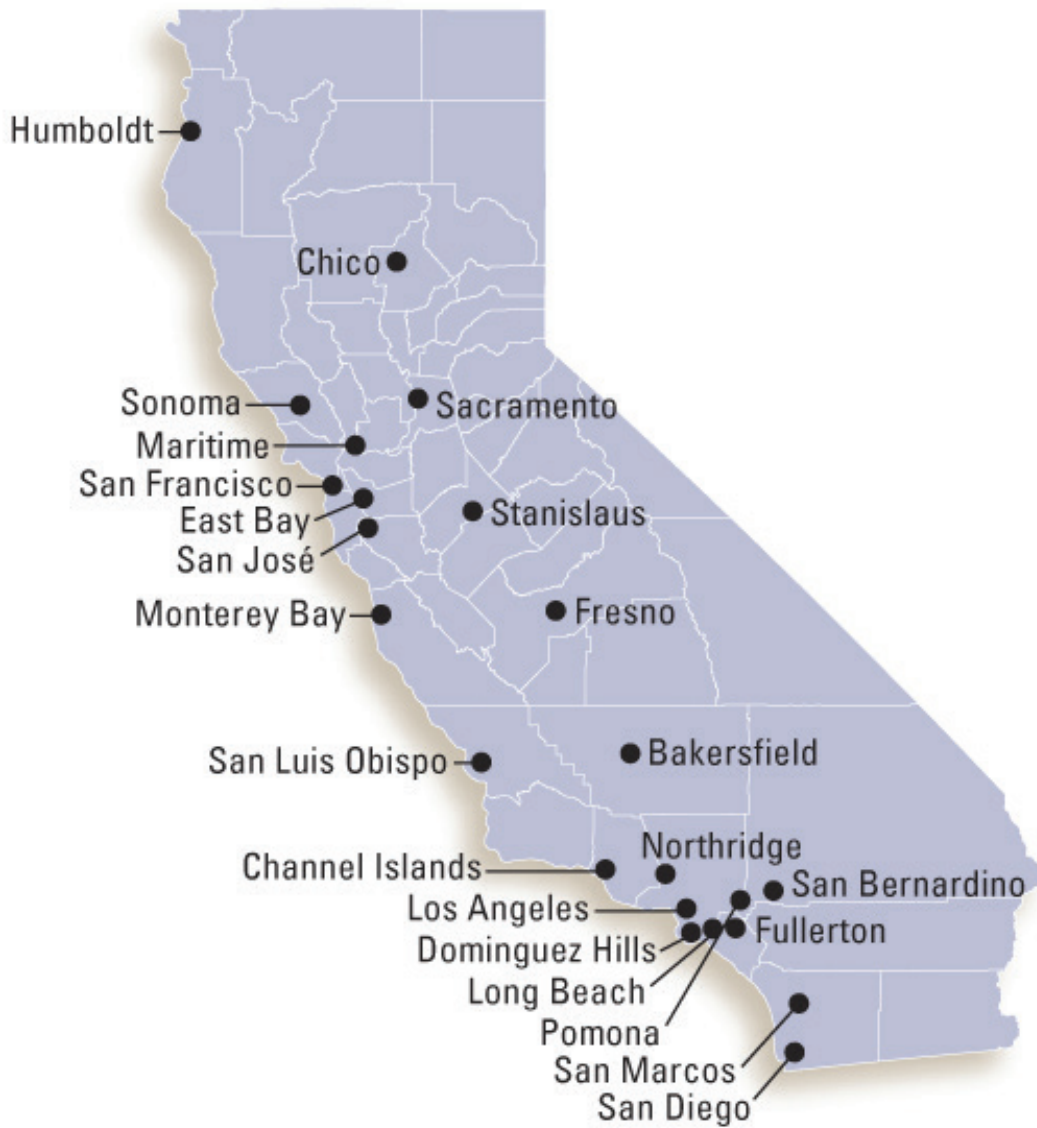 Humboldt
Chico
Sonoma
Sacramento
Maritime
San Francisco
East Bay
Stanislaus
San José
Monterey Bay
Fresno
San Luis Obispo
Bakersfield
Northridge
Channel Islands
San Bernardino
Los Angeles
Fullerton
Dominguez Hills
Long Beach
Pomona
San Marcos
San Diego